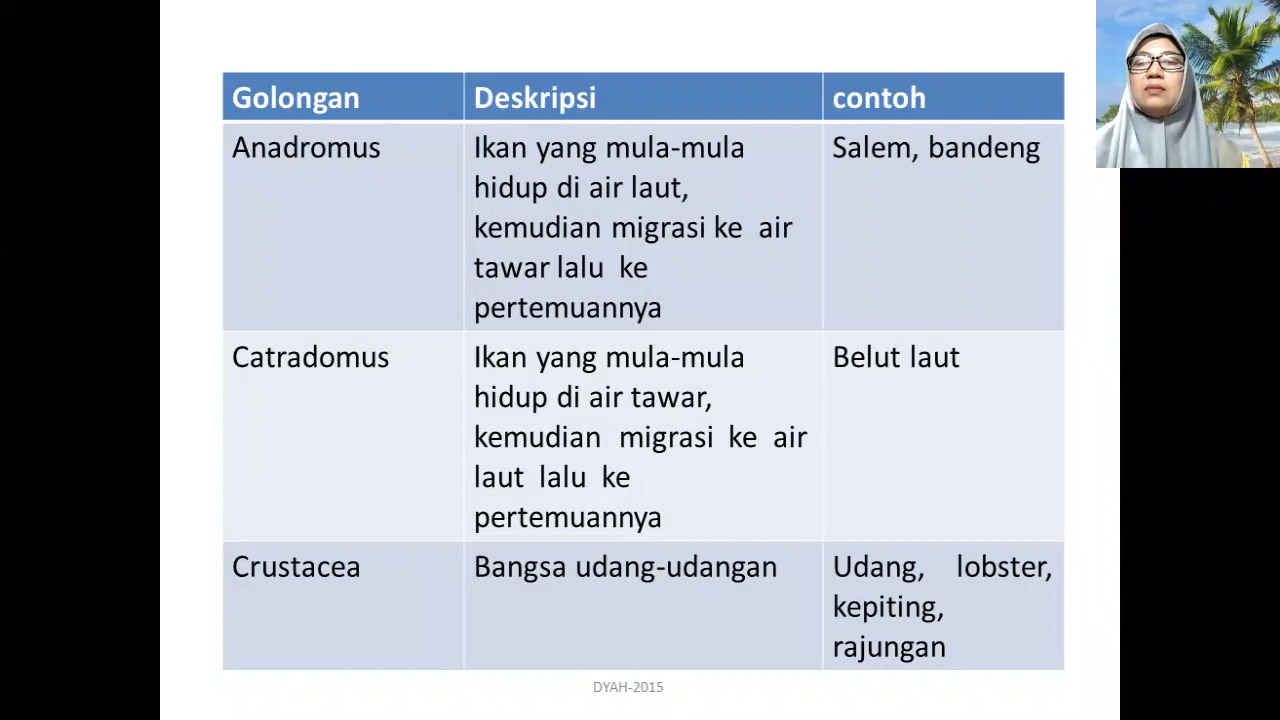 Golongan Deskripsi contoh
Anadromus Ikan yang mula-mula Salem, bandeng
hidup di air laut,
kemudian migrasi ke air
tawar lalu ke
pertemuannya
Catradomus Ikan yang mula-mula Belut laut
hidup di air tawar,
kemudian migrasi ke air
laut lalu ke
pertemuannya
Crustacea Bangsa udang-udangan Udang, lobster,
kepiting,
rajungan
DYAH-2015